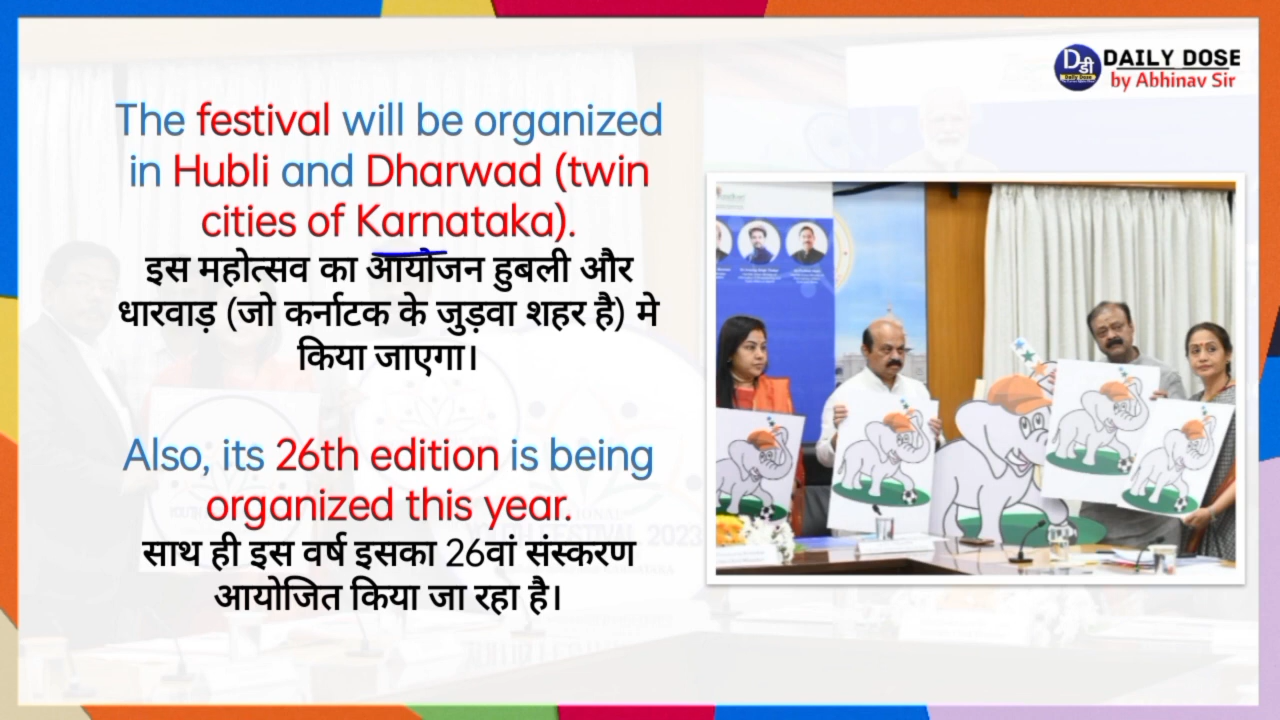 DAILY DOSE
by Abhinav Sir
The festival will be organized
in Hubli and Dharwad (twin
cities of Karnataka).
इस महोत्सव का आयोजन हुबली और
धारवाड़ (जो कर्नाटक के जुड़वा शहर है) मे
किया जाएगा।
Also, its 26th edition is being
organized this year.
साथ ही इस वर्ष इसका 26वां संस्करण
आयोजित किया जा रहा है।